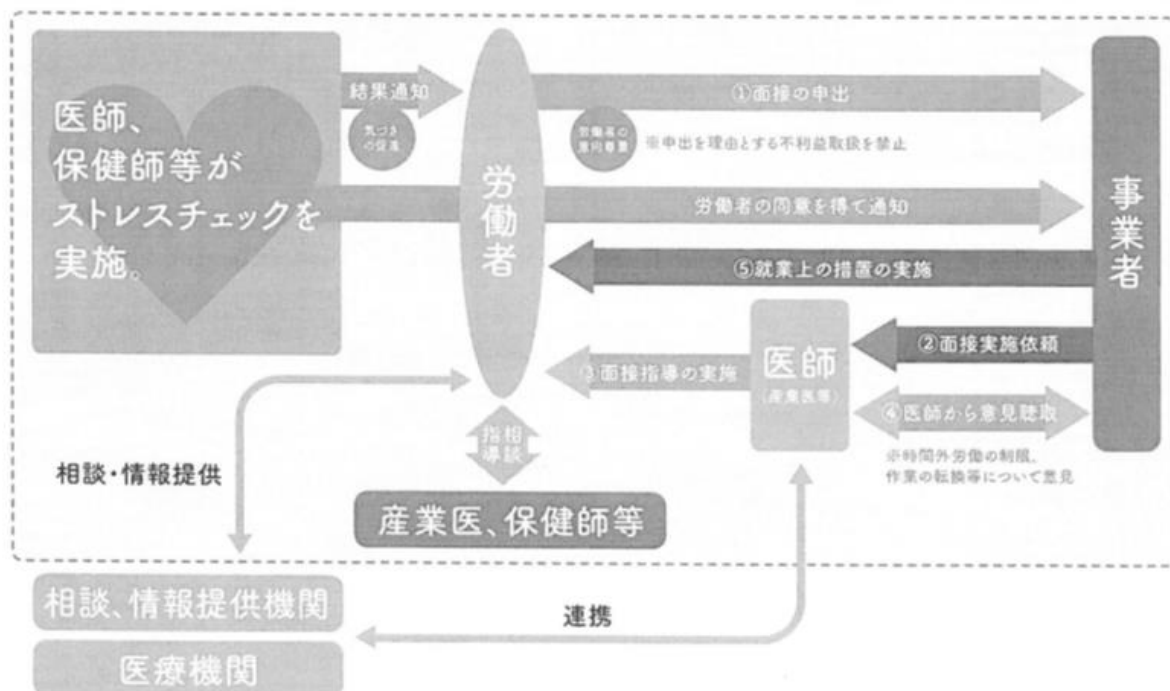 医師、
保健師等が
ストレスチェックを
実施。
結果通知
気づき
の促進
労働者
①面接の申出
労働者の
意向尊重
※申出を理由とする不利益取扱を禁止
労働者の同意を得て通知
⑤就業上の措置の実施
事業者
②面接実施依頼
③面接指導の実施
医師
(産業医等)
④医師から意見聴取
※時間外労働の制限、
作業の転換等について意見
相談
指導
相談・情報提供
産業医、保健師等
相談、情報提供機関
連携
医療機関